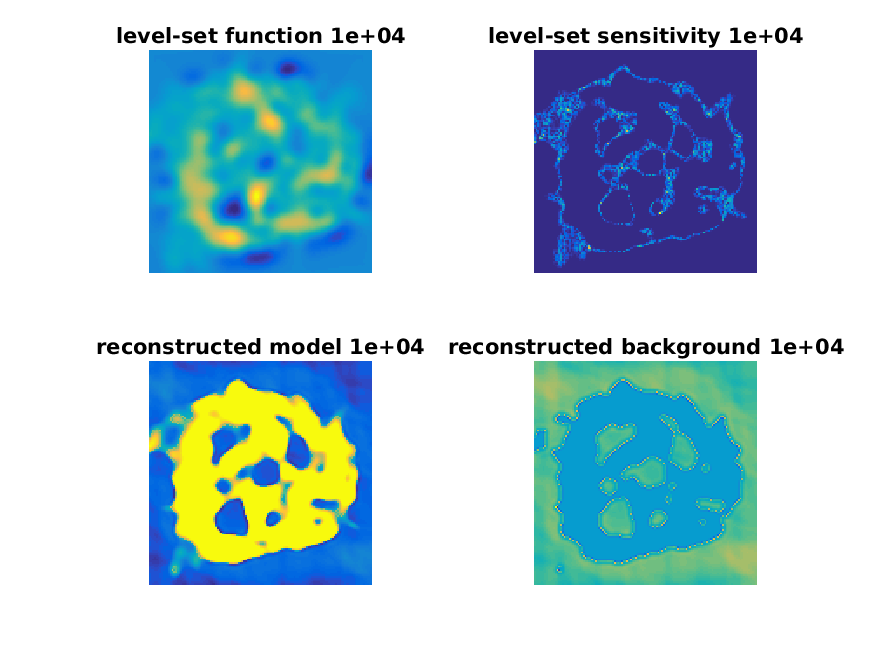 level-set function 1e+04
level-set sensitivity 1e+04
reconstructed model 1e+04
reconstructed background 1e+04